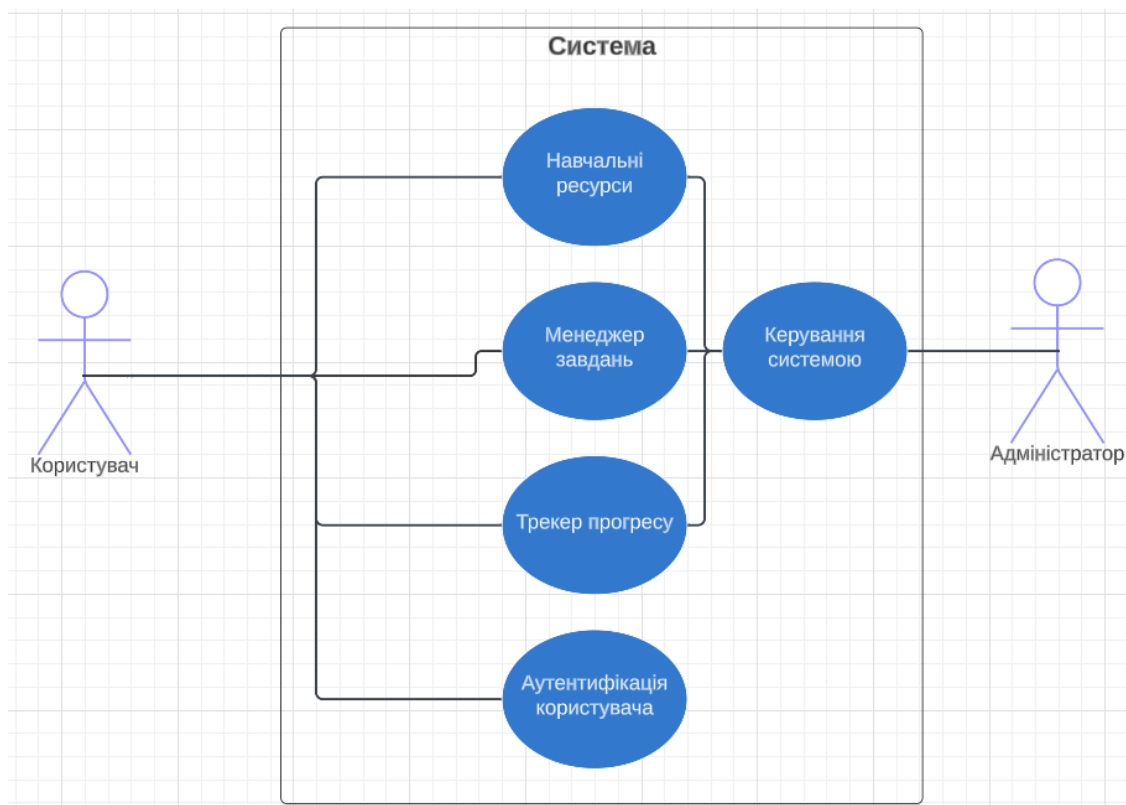 Система
Навчальні
ресурси
Менеджер
завдань
Керування
системою
Користувач
Адміністратор
Трекер прогресу
Аутентифікація
користувача